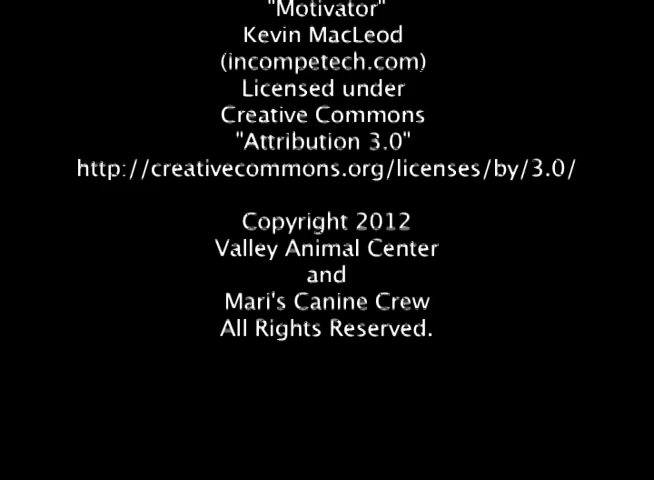 "Motivator"
Kevin MacLeod
(incompetech.com)
Licensed under
Creative Commons
"Attribution 3.0"
http://creativecommons.org/licenses/by/3.0/
Copyright 2012
Valley Animal Center
and
Mari's Canine Crew
All Rights Reserved.